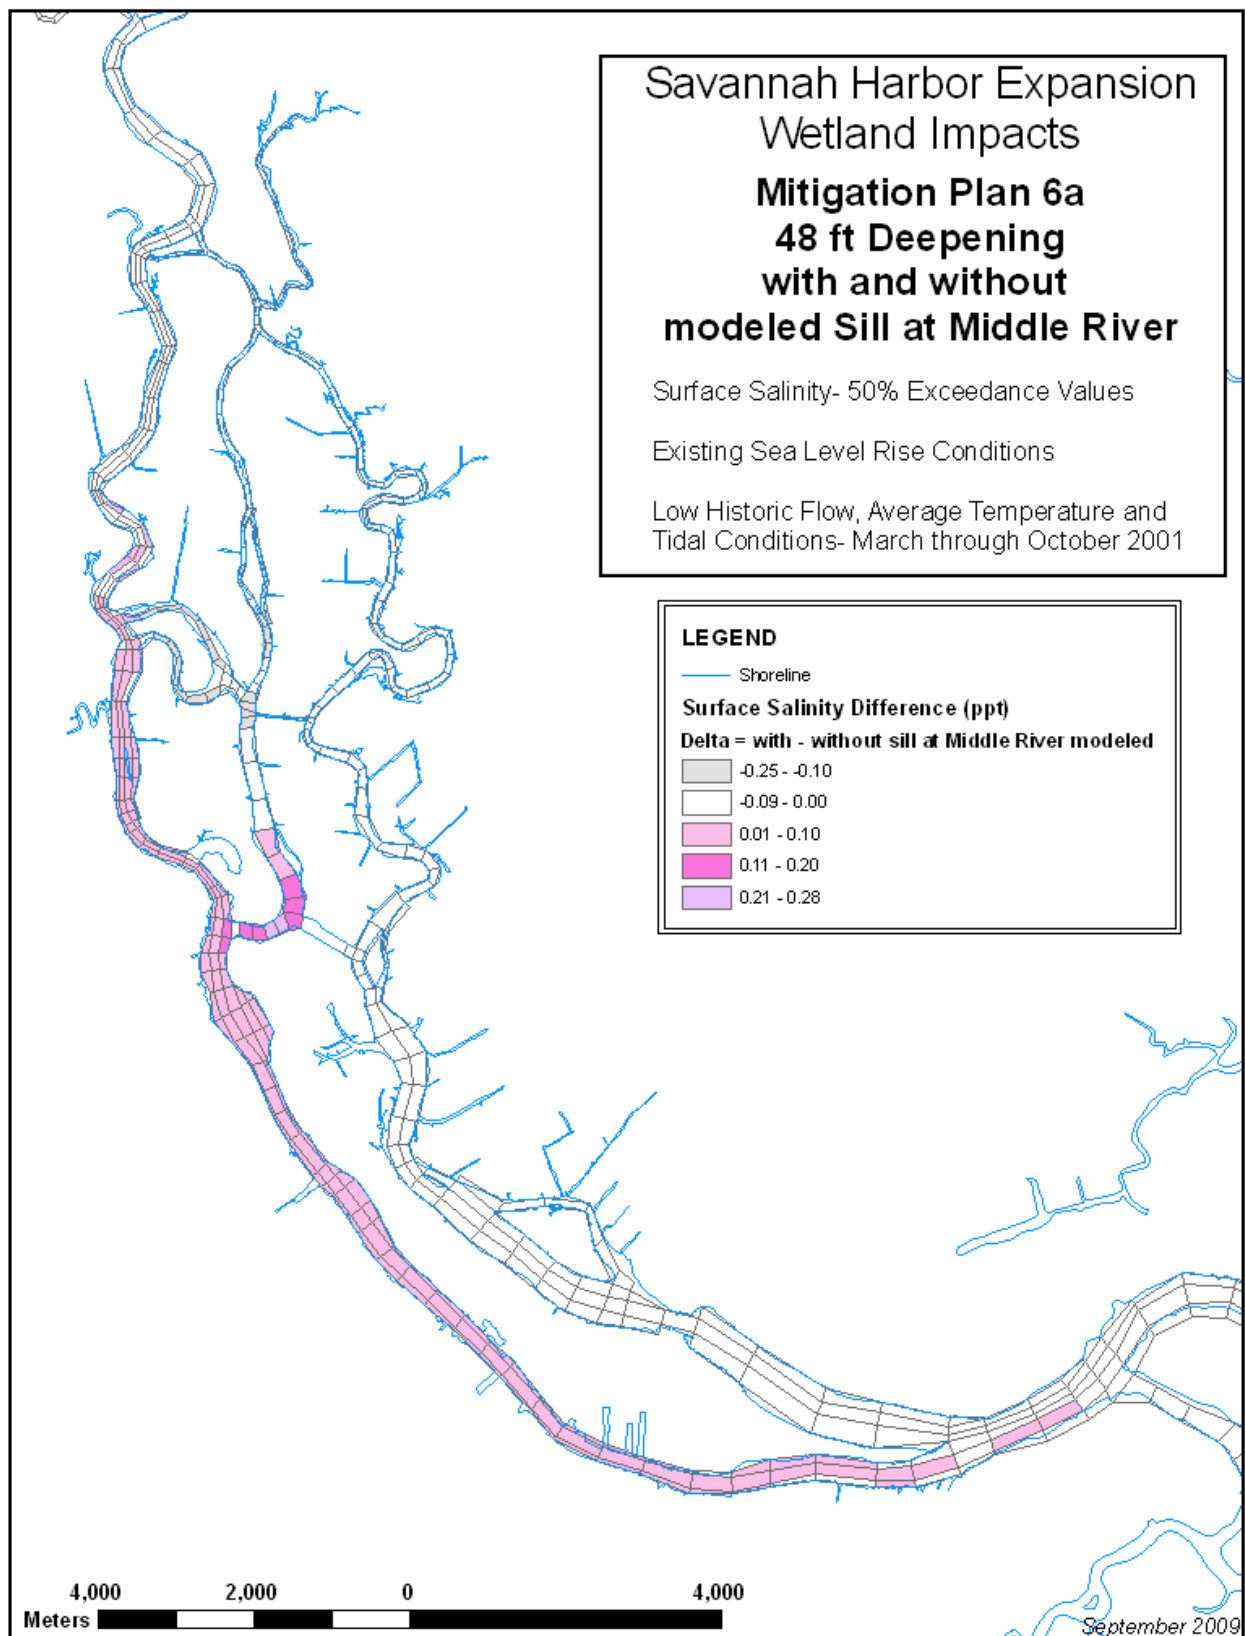 Savannah Harbor Expansion
Wetland Impacts
Mitigation Plan 6a
48 ft Deepening
with and without
modeled Sill at Middle River
Surface Salinity- 50% Exceedance Values
Existing Sea Level Rise Conditions
Low Historic Flow, Average Temperature and
Tidal Conditions- March through October 2001
LEGEND
Shoreline
Surface Salinity Difference (ppt)
Delta = with - without sill at Middle River modeled
-0.25 - -0.10
-0.09 - 0.00
0.01 - 0.10
0.11 - 0.20
0.21 - 0.28
4,000 2,000 0 4,000
Meters
September 2009